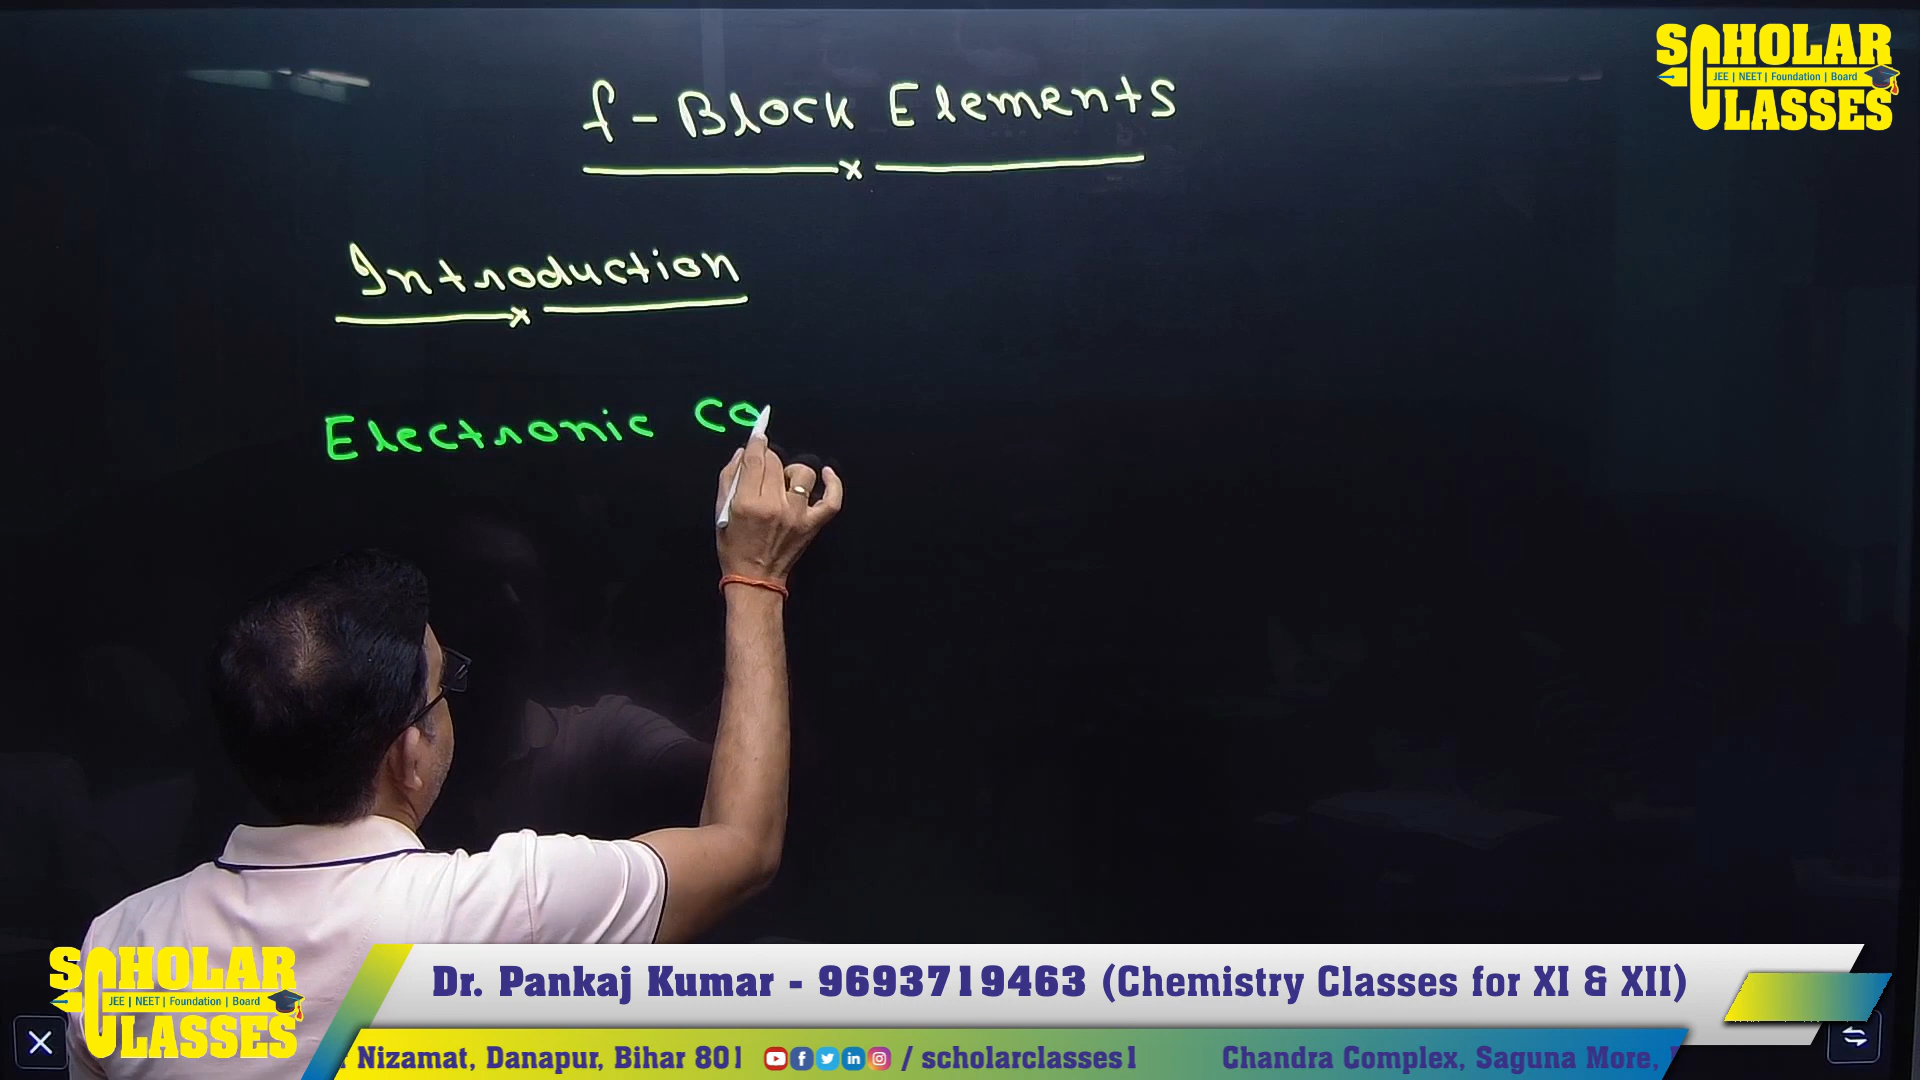 SCHOLAR
JEE | NEET | Foundation | Board
CLASSES
f-Block Elements
x
Introduction
x
Electronic co
SCHOLAR
JEE | NEET | Foundation | Board
CLASSES
Dr. Pankaj Kumar - 9693719463 (Chemistry Classes for XI & XII)
Nizamat, Danapur, Bihar 801 / scholarclasses1 Chandra Complex, Saguna More,